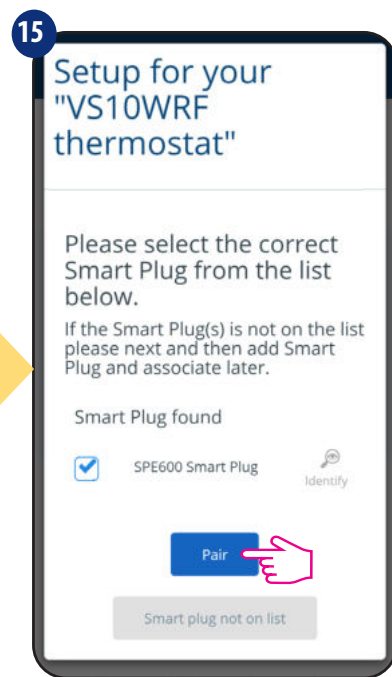 15
Setup for your
"VS10WRF
thermostat"
Please select the correct
Smart Plug from the list
below.
If the Smart Plug(s) is not on the list
please next and then add Smart
Plug and associate later.
Smart Plug found
SPE600 Smart Plug
Identify
Pair
Smart plug not on list